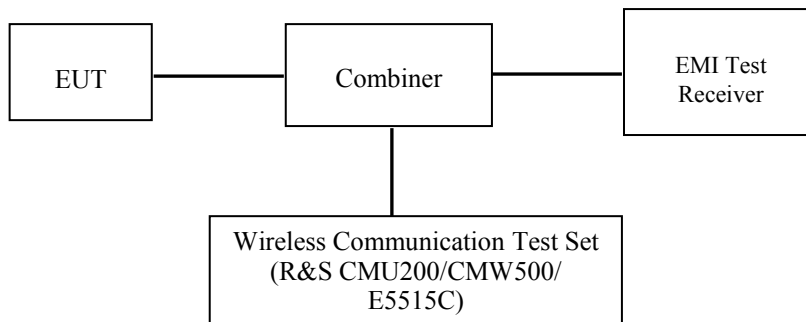 EUT
Combiner
EMI Test
Receiver
Wireless Communication Test Set
(R&S CMU200/CMW500/
E5515C)